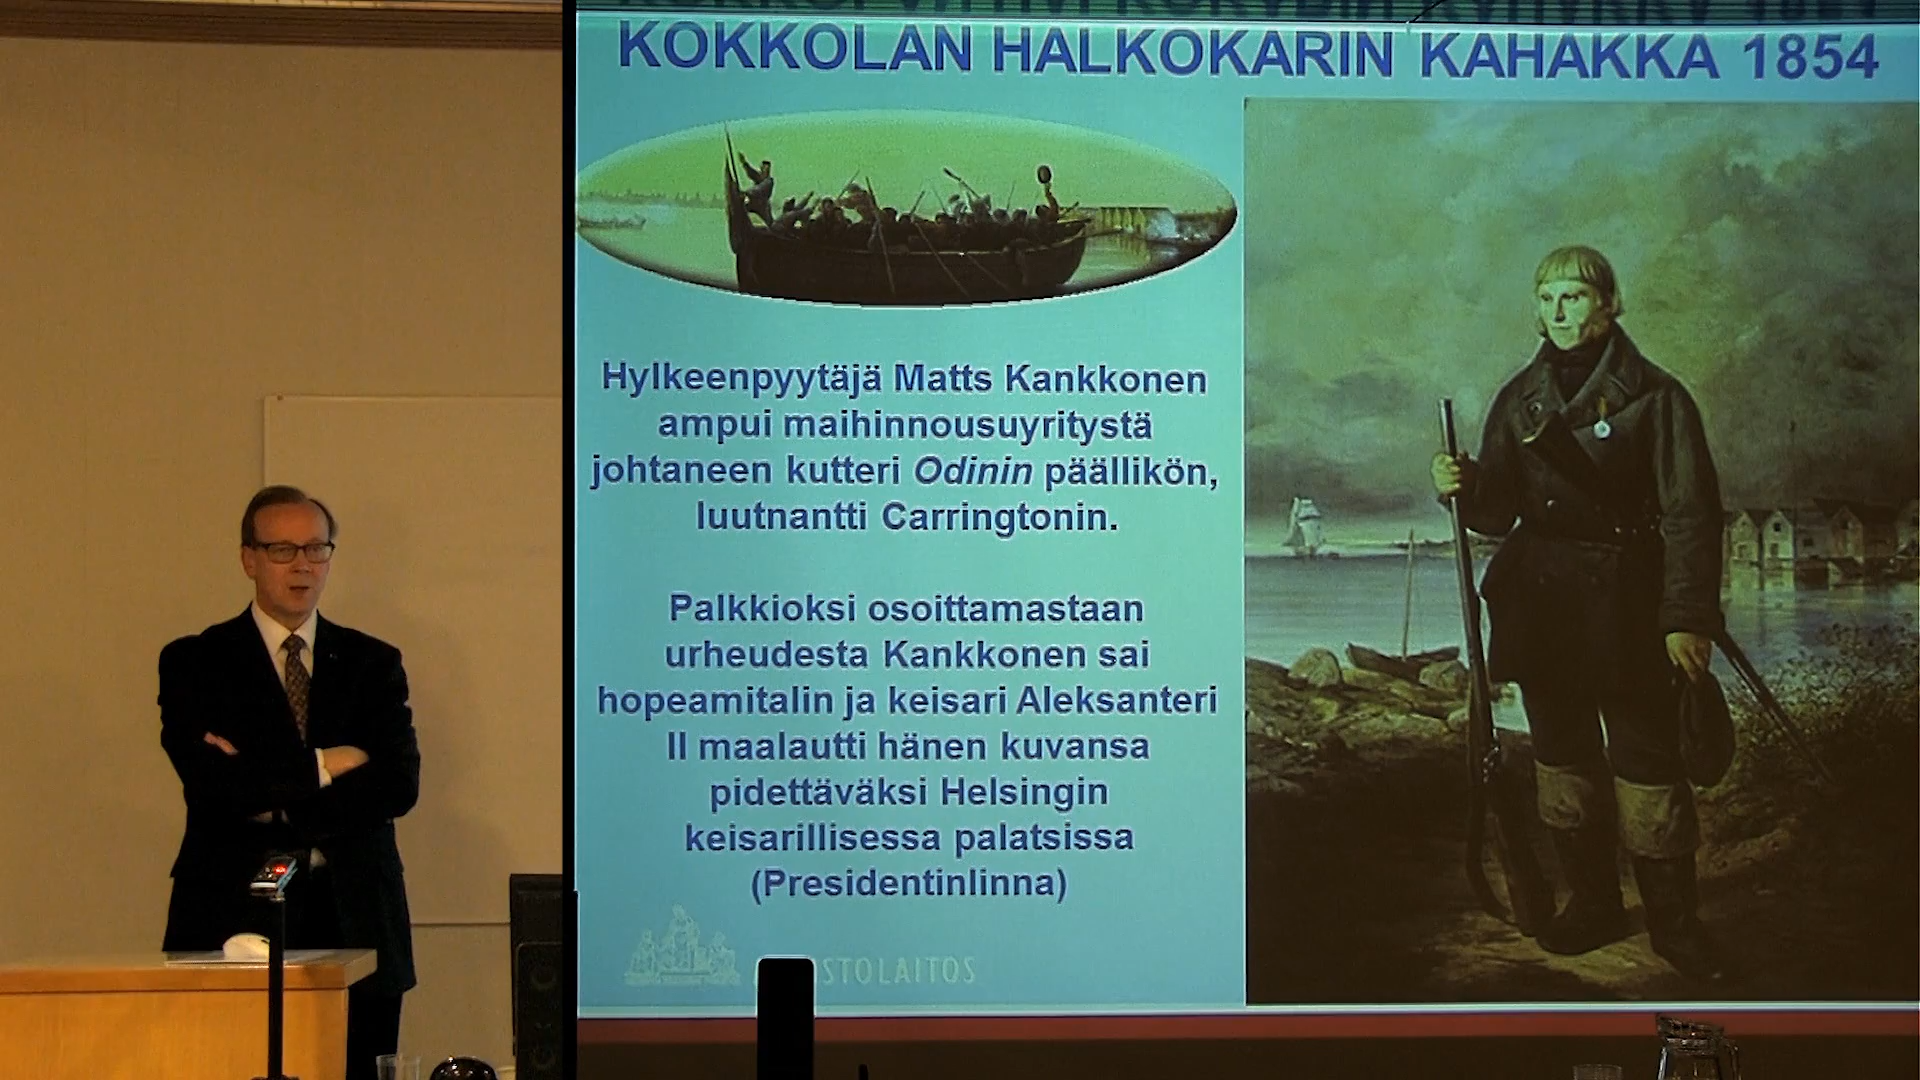 KOKKOLAN HALKOKARIN KAHAKKA 1854
Hylkeenpyytäjä Matts Kankkonen
ampui maihinnousuyritystä
johtaneen kutteri Odinin päällikön,
luutnantti Carringtonin.
Palkkioksi osoittamastaan
urheudesta Kankkonen sai
hopeamitalin ja keisari Aleksanteri
II maalautti hänen kuvansa
pidettäväksi Helsingin
keisarillisessa palatsissa
(Presidentinlinna)